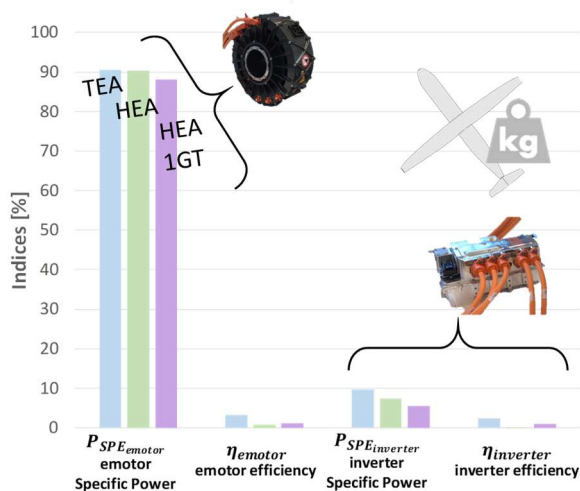 100
90
80
70
60
50
40
30
20
10
0
Indices [%]
TEA
HEA
HEA
1GT
kg
P_SPE_emotor
emotor
Specific Power
η_emotor
emotor efficiency
P_SPE_inverter
inverter
Specific Power
η_inverter
inverter efficiency